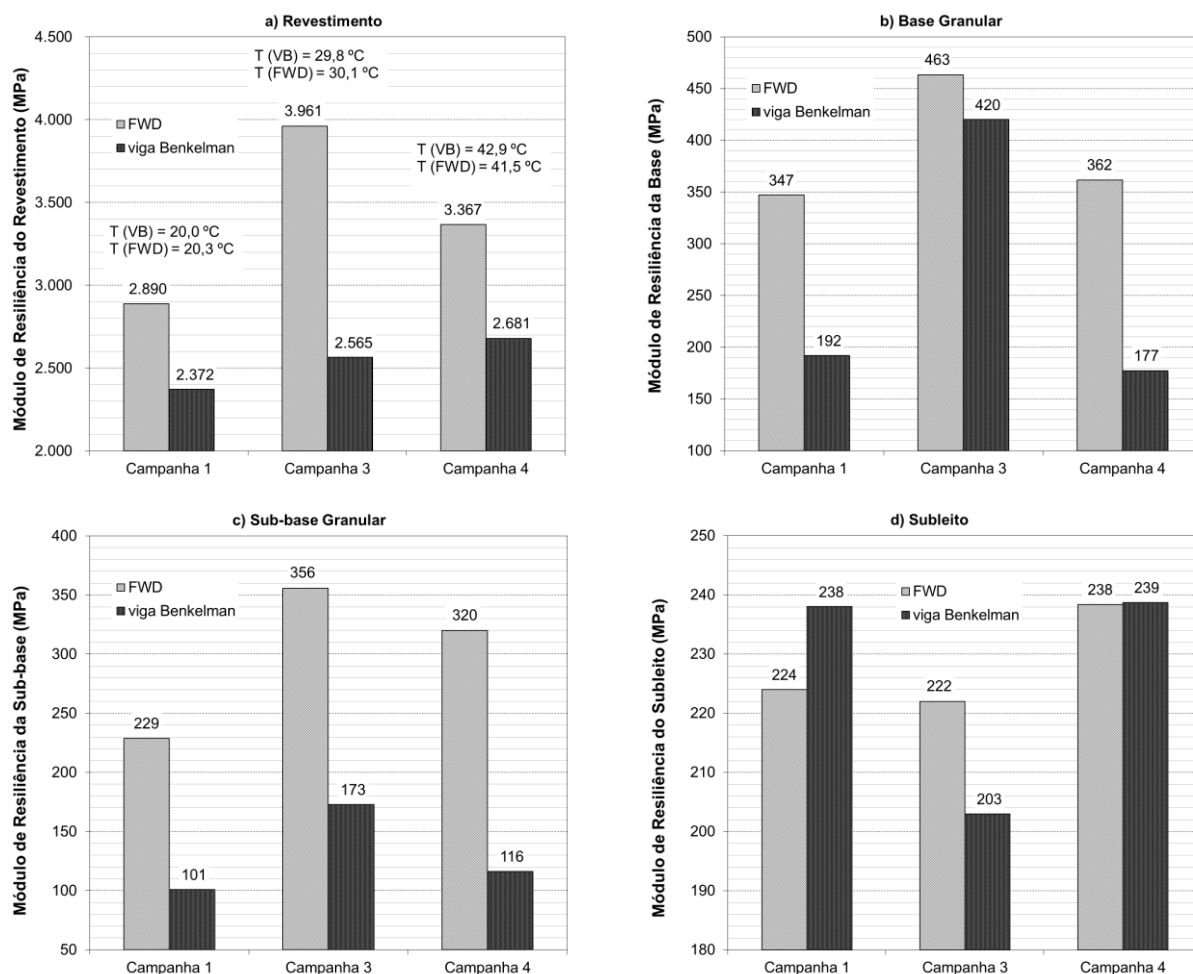 a) Revestimento
Módulo de Resiliência do Revestimento (MPa)
4.500
4.000
3.500
3.000
2.500
2.000
FWD
viga Benkelman
T (VB) = 20,0 ºC
T (FWD) = 20,3 ºC
T (VB) = 29,8 ºC
T (FWD) = 30,1 ºC
T (VB) = 42,9 ºC
T (FWD) = 41,5 ºC
2.890
2.372
3.961
2.565
3.367
2.681
Campanha 1
Campanha 3
Campanha 4
b) Base Granular
Módulo de Resiliência da Base (MPa)
500
450
400
350
300
250
200
150
100
FWD
viga Benkelman
347
192
463
420
362
177
Campanha 1
Campanha 3
Campanha 4
c) Sub-base Granular
Módulo de Resiliência da Sub-base (MPa)
400
350
300
250
200
150
100
50
FWD
viga Benkelman
229
101
356
173
320
116
Campanha 1
Campanha 3
Campanha 4
d) Subleito
Módulo de Resiliência do Subleito (MPa)
250
240
230
220
210
200
190
180
FWD
viga Benkelman
224
238
222
203
238
239
Campanha 1
Campanha 3
Campanha 4